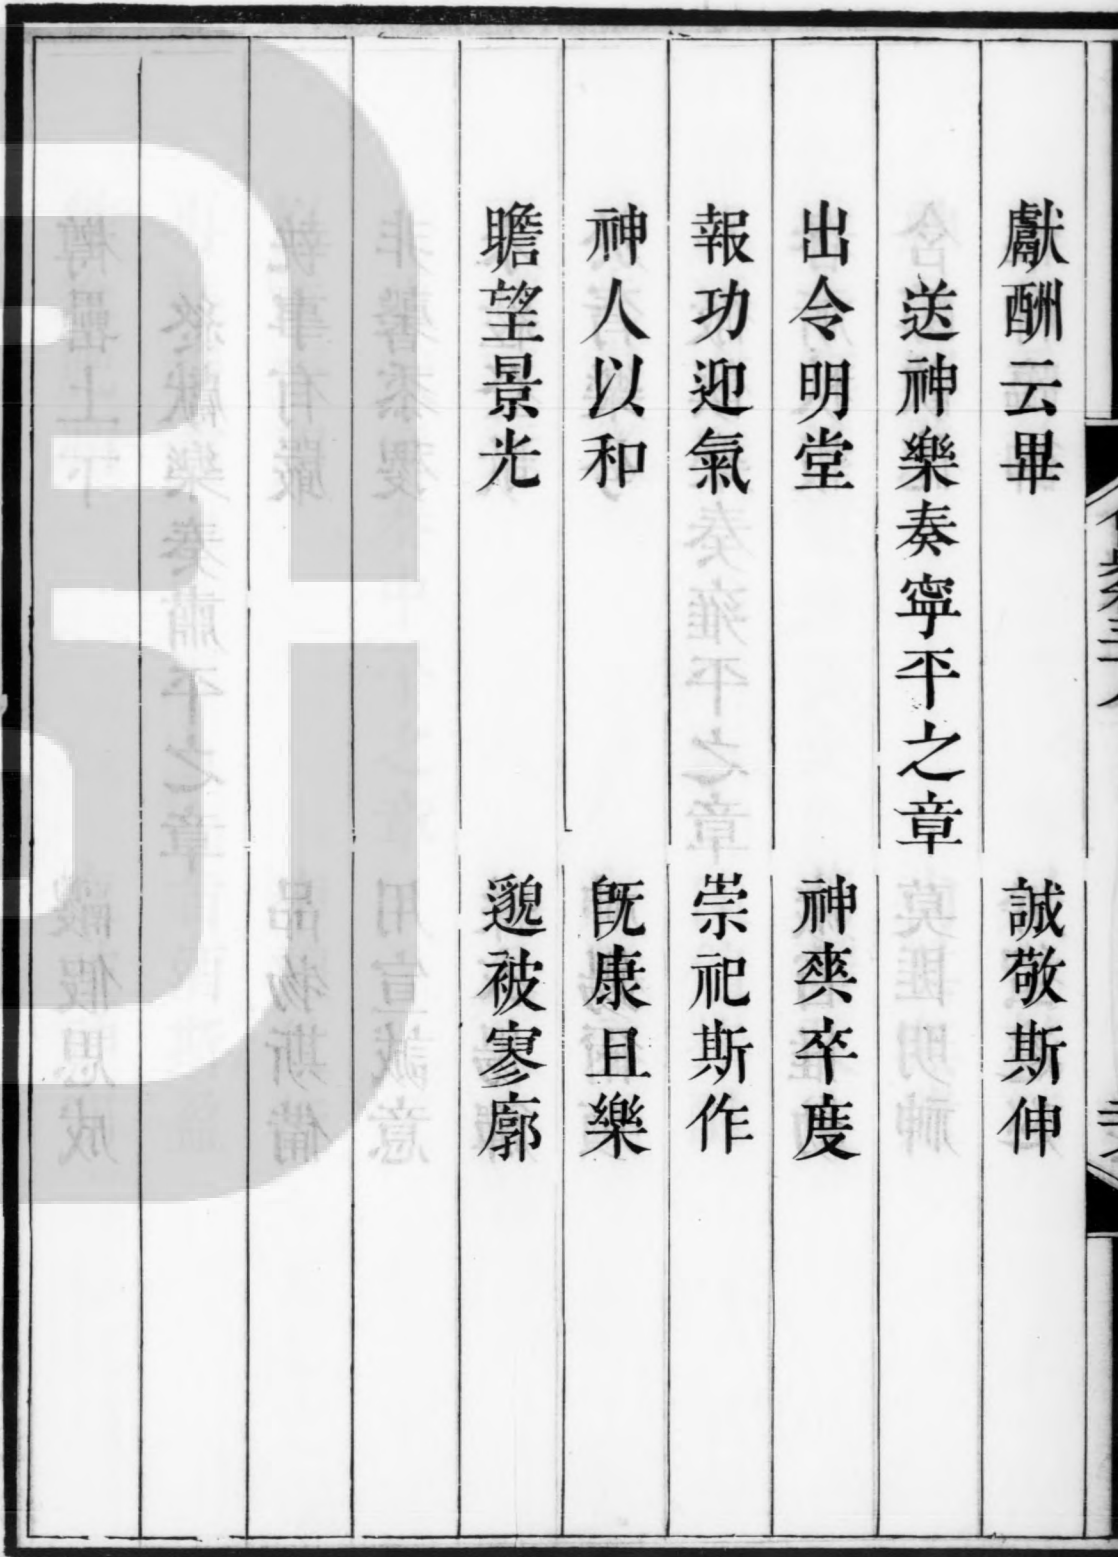 獻酬云畢　誠敬斯伸
送神樂奏寧平之章
出令明堂　神爽卒度
報功迎氣　崇祀斯作
神人以和　旣康且樂
瞻望景光　邈被寥廓